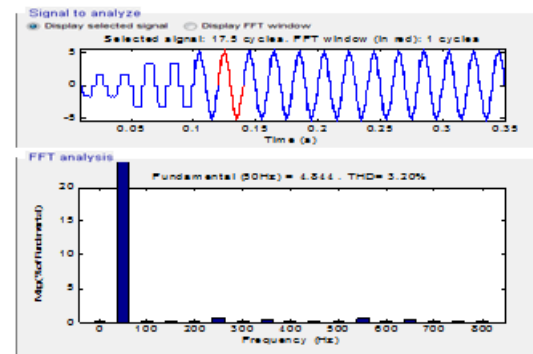 Signal to analyze
Display selected signal Display FFT window
Selected signal: 17.5 cycles. FFT window (in red): 1 cycles
5
0
-5
0.05 0.1 0.15 0.2 0.25 0.3 0.35
Time (s)
FFT analysis
Fundamental (50Hz) = 4.844 , THD= 3.20%
20
15
10
5
0
Mag (% of Fundamental)
0 100 200 300 400 500 600 700 800
Frequency (Hz)